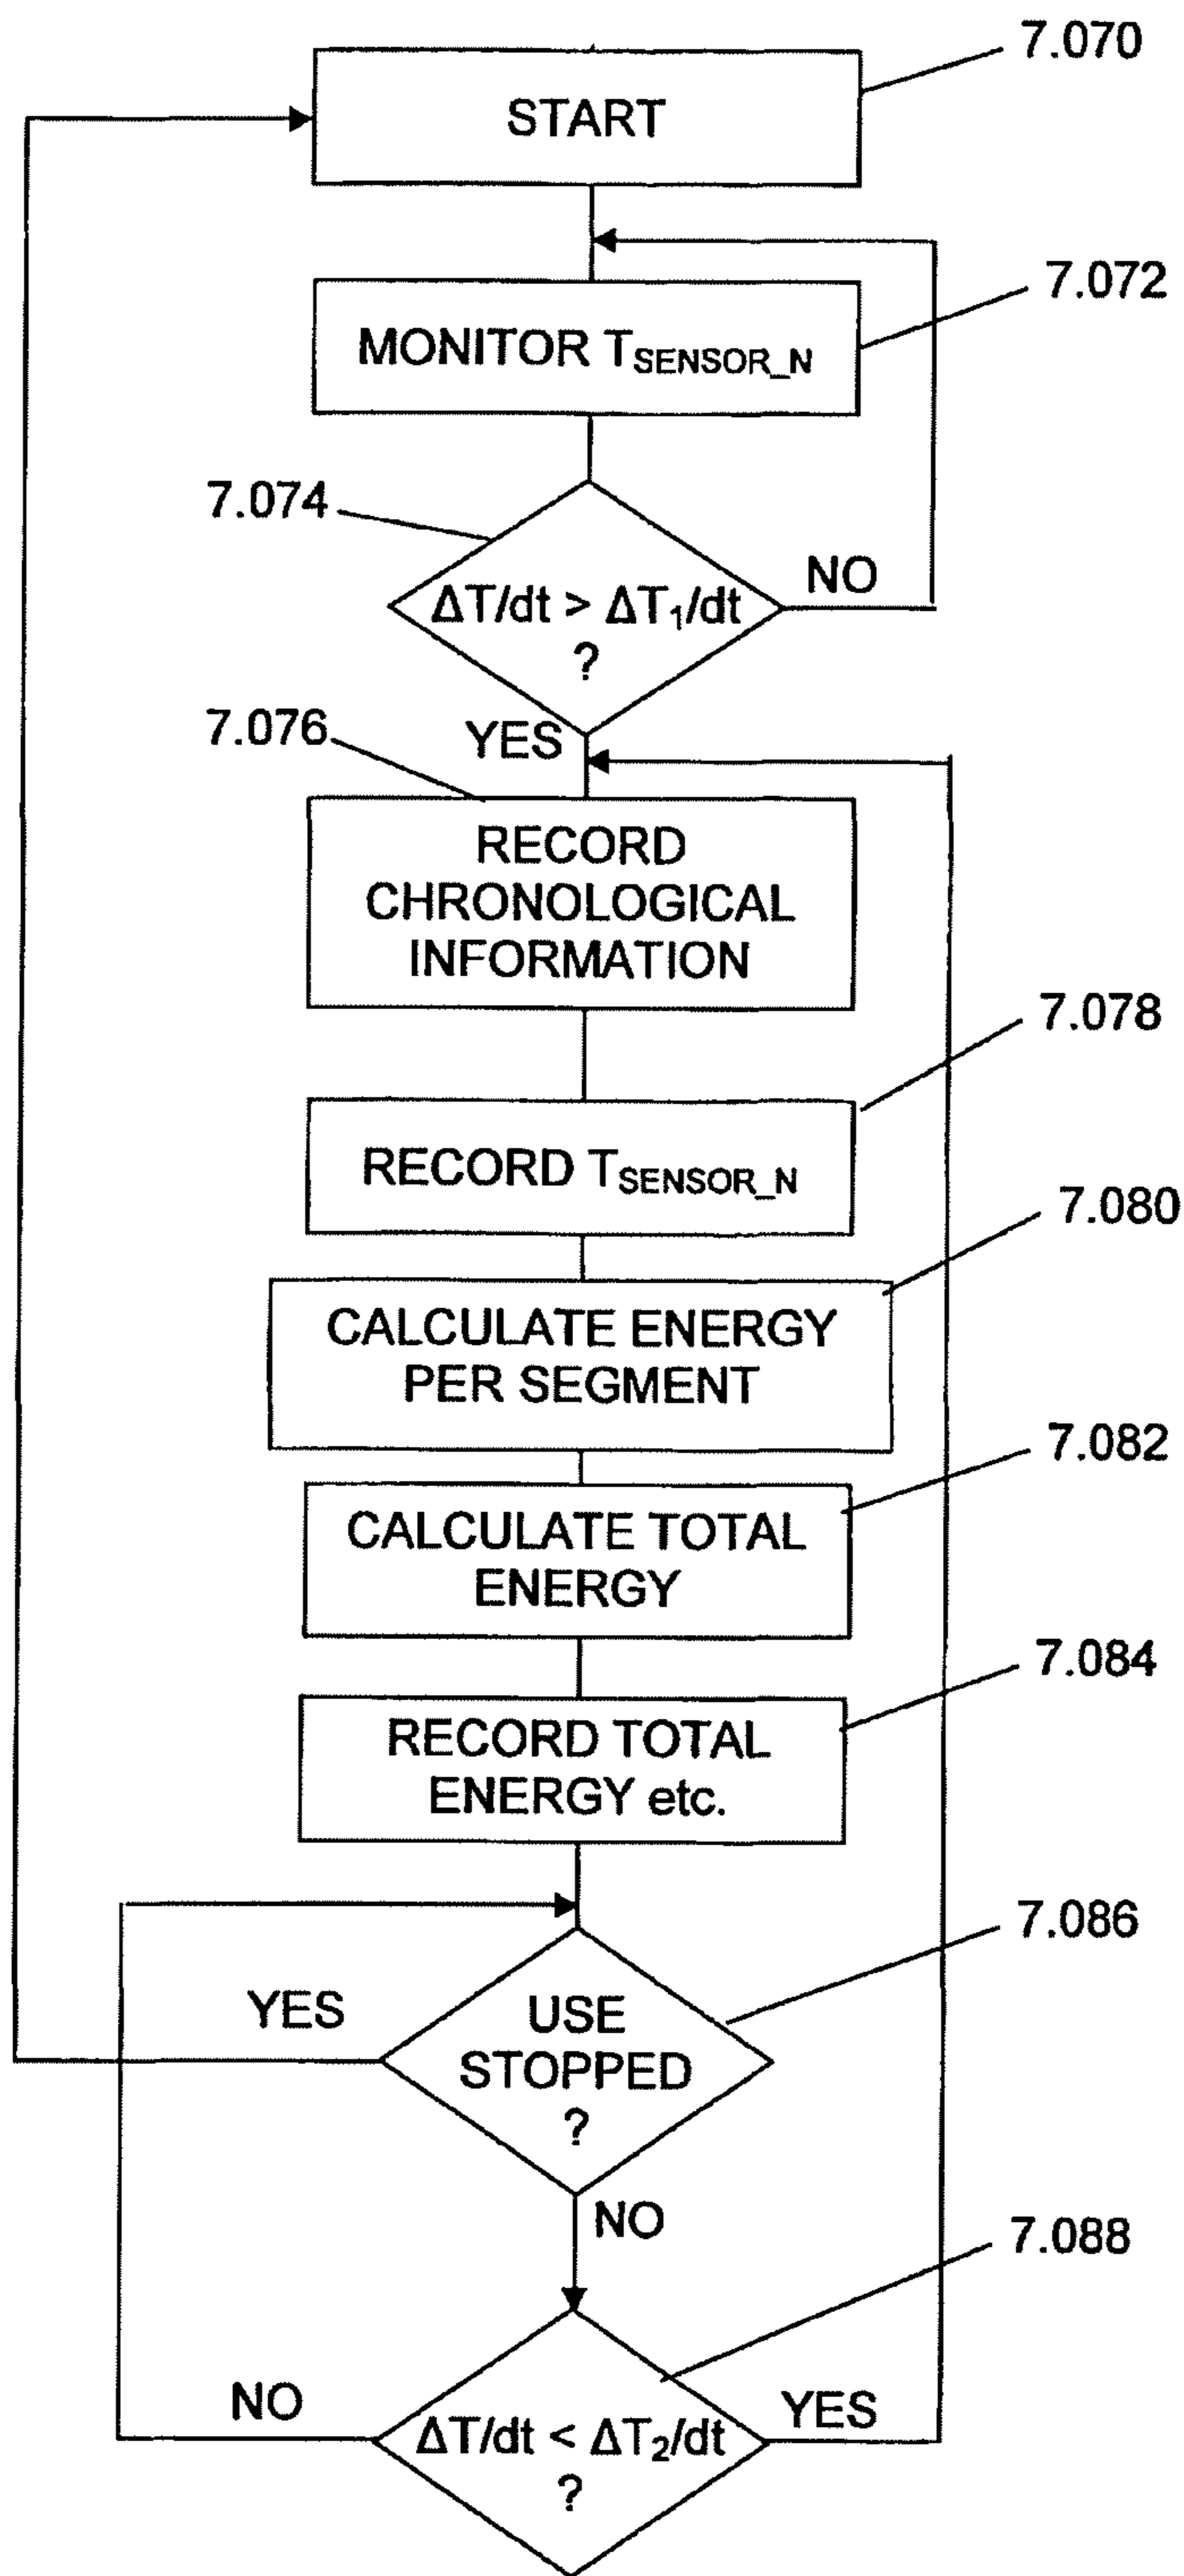 7.070
START
7.072
MONITOR T_SENSOR_N
7.074
ΔT/dt > ΔT₁/dt
?
NO
YES
7.076
RECORD
CHRONOLOGICAL
INFORMATION
7.078
RECORD T_SENSOR_N
7.080
CALCULATE ENERGY
PER SEGMENT
7.082
CALCULATE TOTAL
ENERGY
7.084
RECORD TOTAL
ENERGY etc.
7.086
YES
USE
STOPPED
?
NO
7.088
NO
ΔT/dt < ΔT₂/dt
?
YES